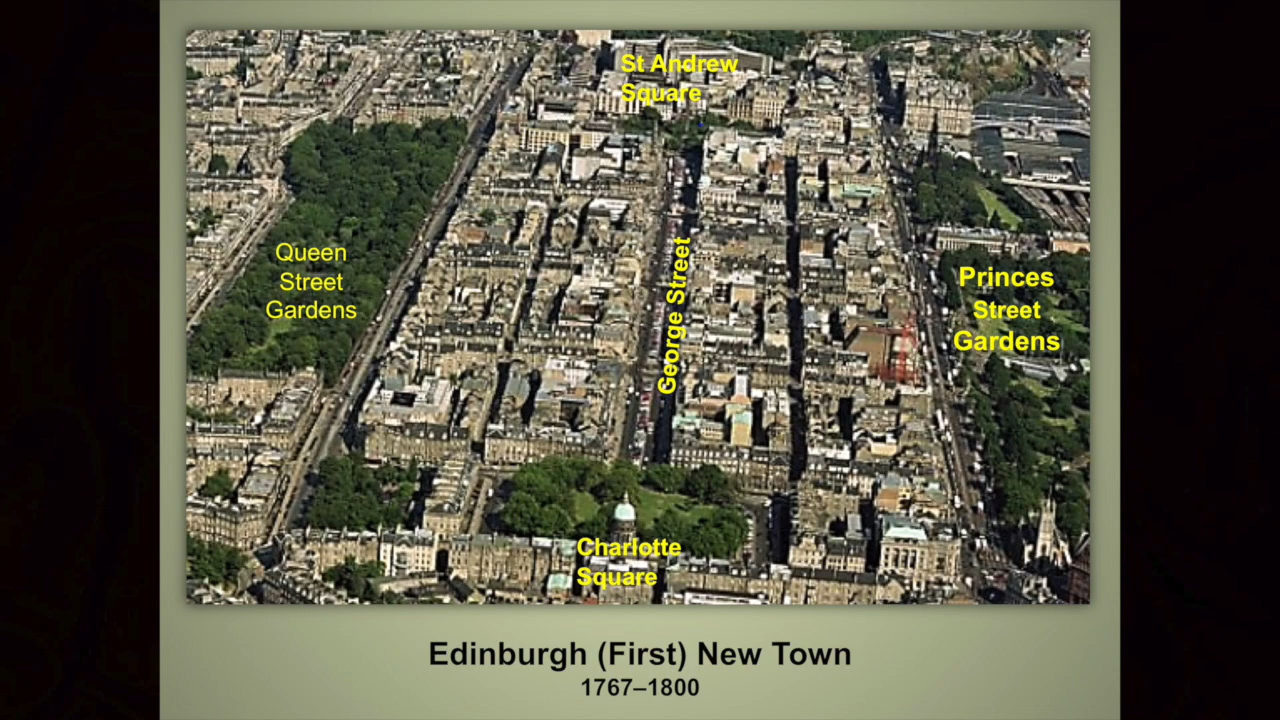 St Andrew
Square
Queen
Street
Gardens
George Street
Princes
Street
Gardens
Charlotte
Square
Edinburgh (First) New Town
1767–1800